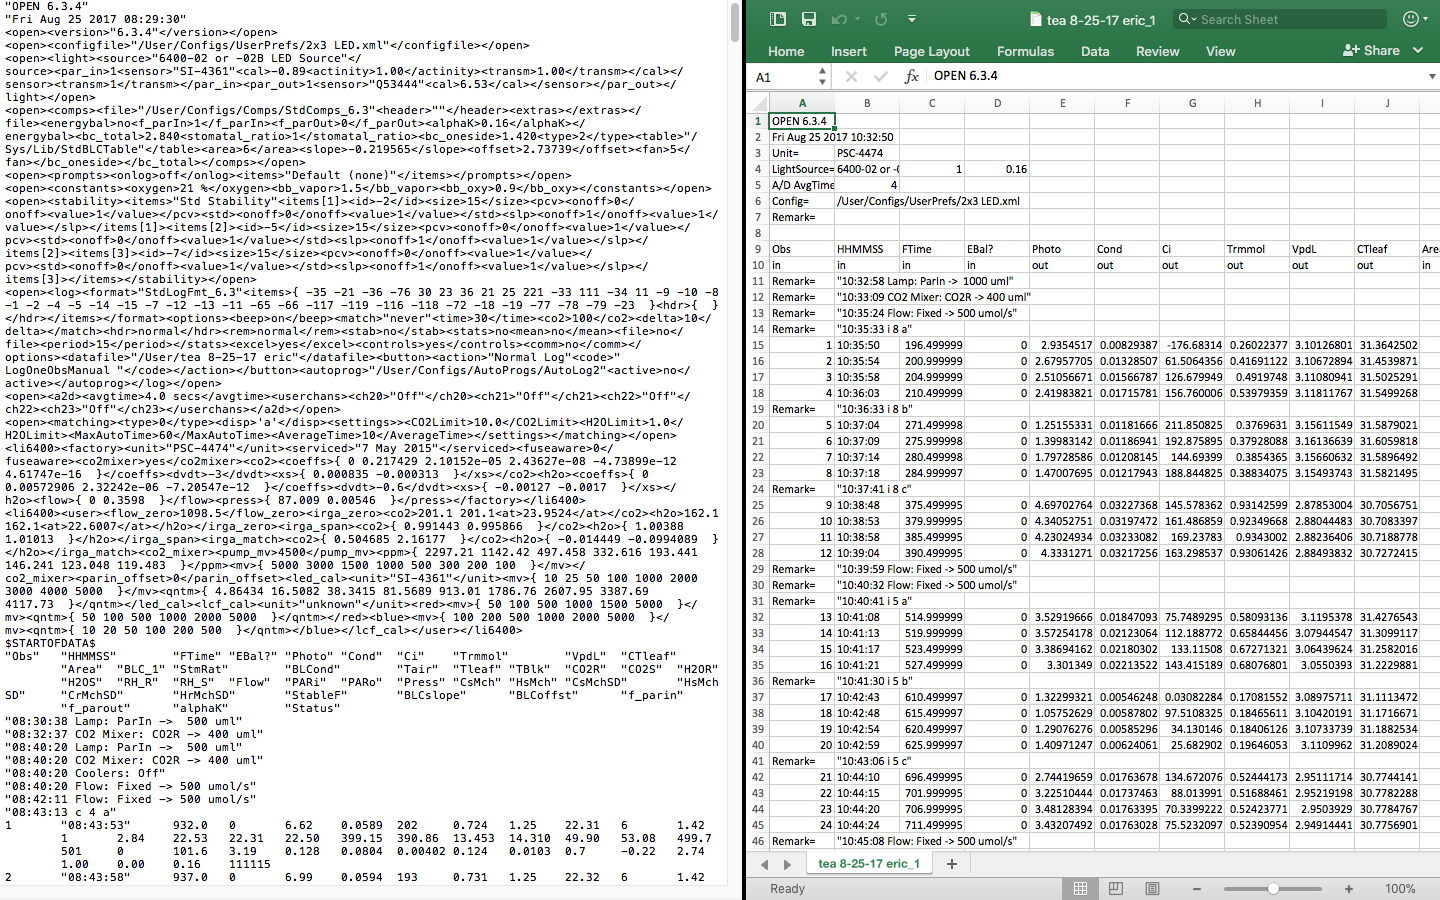 "OPEN 6.3.4"
"Fri Aug 25 2017 08:29:30"
<open><version>"6.3.4"</version></open>
<open><configfile>"/User/Configs/UserPrefs/2x3 LED.xml"</configfile></open>
<open><light><source>"6400-02 or -02B LED Source"</
source><par_in>1<sensor>"SI-4361"<cal>-0.89<actinity>1.00</actinity><transm>1.00</transm></cal></
sensor><transm>1"/transm></par_in><par_out>1<sensor>"Q53444"<cal>6.53</cal></sensor></par_out></
light></open>
<open><comps><file>"/User/Configs/Comps/StdComps_6.3"<header>""</header><extras></extras></
file><energybal>no<f_parIn>1</f_parIn><f_parOut>0</f_parOut><alphaK>0.16</alphaK></
energybal><bc_total>2.840<stomatal_ratio>1</stomatal_ratio><bc_oneside>1.420<type>2</type><table>"/
Sys/Lib/StdBLCTable"</table><area>6</area><slope>-0.219565</slope><offset>2.73739</offset><fan>5</
fan></bc_oneside></bc_total></comps></open>
<open><prompts><onlog>off</onlog><items>"Default (none)"</items></prompts></open>
<open><constants><oxygen>21 %</oxygen><bb_vapor>1.5</bb_vapor><bb_oxy>0.9</bb_oxy></constants></open>
<open><stability><items>"Std Stability"<items[1]><id>-2</id><size>15</size><pcv><onoff>0</
onoff><value>1</value></pcv><std><onoff>0</onoff><value>1</value></std><slp><onoff>1</onoff><value>1</
value></slp></items[1]><items[2]><id>-5</id><size>15</size><pcv><onoff>0</onoff><value>1</value></
pcv><std><onoff>0</onoff><value>1</value></std><slp><onoff>1</onoff><value>1</value></slp></
items[2]><items[3]><id>-7</id><size>15</size><pcv><onoff>0</onoff><value>1</value></
pcv><std><onoff>0</onoff><value>1</value></std><slp><onoff>1</onoff><value>1</value></slp></
items[3]></items></stability></open>
<open><log><format>"StdLogFmt_6.3"<items>{ -35 -21 -36 -76 30 23 36 21 25 221 -33 111 -34 11 -9 -10 -8
-1 -2 -4 -5 -14 -15 -7 -12 -13 -11 -65 -66 -117 -119 -116 -118 -72 -18 -19 -77 -78 -79 -23  }<hdr>{  }
</hdr></items></format><options><beep>on</beep><match>"never"<time>30</time><co2>100</co2><delta>10</
delta></match><hdr>normal</hdr><rem>normal</rem><stab>no</stab><stats>no<mean>no</mean><file>no</
file><period>15</period></stats><excel>yes</excel><controls>yes</controls><comm>no</comm></
options><datafile>"/User/tea 8-25-17 eric"</datafile><button><action>"Normal Log"<code>"
LogOneObsManual "</code></action></button><autoprog>"/User/Configs/AutoProgs/AutoLog2"<active>no</
active></autoprog></log></open>
<open><a2d><avgtime>4.0 secs</avgtime><userchans><ch20>"Off"</ch20><ch21>"Off"</ch21><ch22>"Off"</
ch22><ch23>"Off"</ch23></userchans></a2d></open>
<open><matching><type>0</type><disp>'a'</disp><settings>><CO2Limit>10.0</CO2Limit><H2OLimit>1.0</
H2OLimit><MaxAutoTime>60</MaxAutoTime><AverageTime>10</AverageTime></settings></matching></open>
<li6400><factory><unit>"PSC-4474"</unit><serviced>"7 May 2015"</serviced><fuseaware>0</
fuseaware><co2mixer>yes</co2mixer><co2><coeffs>{ 0 0.217429 2.10152e-05 2.43627e-08 -4.73899e-12
4.61747e-16  }</coeffs><dvdt>-3</dvdt><xs>{ 0.000835 -0.000313  }</xs></co2><h2o><coeffs>{ 0
0.00572906 2.32242e-06 -7.20547e-12  }</coeffs><dvdt>-0.6</dvdt><xs>{ -0.00127 -0.0017  }</xs></
h2o><flow>{ 0 0.3598  }</flow><press>{ 87.009 0.00546  }</press></factory></li6400>
<li6400><user><flow_zero>1098.5</flow_zero><irga_zero><co2>201.1 201.1<at>23.9524</at></co2><h2o>162.1
162.1<at>22.6007</at></h2o></irga_zero><irga_span><co2>{ 0.991443 0.995866  }</co2><h2o>{ 1.00388
1.01013  }</h2o></irga_span><irga_match><co2>{ 0.504685 2.16177  }</co2><h2o>{ -0.014449 -0.0994089  }
</h2o></irga_match><co2_mixer><pump_mv>4500</pump_mv><ppm>{ 2297.21 1142.42 497.458 332.616 193.441
146.241 123.048 119.483  }</ppm><mv>{ 5000 3000 1500 1000 500 300 200 100  }</mv></
co2_mixer><parin_offset>0</parin_offset><led_cal><unit>"SI-4361"</unit><mv>{ 10 25 50 100 1000 2000
3000 4000 5000  }</mv><qntm>{ 4.86434 16.5082 38.3415 81.5689 913.01 1786.76 2607.95 3387.69
4117.73  }</qntm></led_cal><lcf_cal><unit>"unknown"</unit><red><mv>{ 50 100 500 1000 1500 5000  }</
mv><qntm>{ 50 100 500 1000 2000 5000  }</qntm></red><blue><mv>{ 100 200 500 1000 2000 5000  }</
mv><qntm>{ 10 20 50 100 200 500  }</qntm></blue></lcf_cal></user></li6400>
$STARTOFDATA$
"Obs" "HHMMSS" "FTime" "EBal?" "Photo" "Cond" "Ci" "Trmmol" "VpdL" "CTleaf"
"Area" "BLC_1" "StmRat" "BLCond" "Tair" "Tleaf" "TBlk" "CO2R" "CO2S" "H2OR"
"H2OS" "RH_R" "RH_S" "Flow" "PARi" "PARo" "Press" "CsMch" "HsMch" "CsMchSD" "HsMch
SD" "CrMchSD" "HrMchSD" "StableF" "BLCslope" "BLCoffst" "f_parin"
"f_parout" "alphaK" "Status"
"08:30:38 Lamp: ParIn ->  500 uml"
"08:32:37 CO2 Mixer: CO2R -> 400 uml"
"08:40:20 Lamp: ParIn ->  500 uml"
"08:40:20 CO2 Mixer: CO2R -> 400 uml"
"08:40:20 Coolers: Off"
"08:40:20 Flow: Fixed -> 500 umol/s"
"08:42:11 Flow: Fixed -> 500 umol/s"
"08:43:13 c 4 a"
1 "08:43:53" 932.0 0 6.62 0.0589 202 0.724 1.25 22.31 6 1.42
1 2.84 22.53 22.31 22.50 399.15 390.86 13.453 14.310 49.90 53.08 499.7
501 0 101.6 3.19 0.128 0.0804 0.00402 0.124 0.0103 0.7 -0.22 2.74
1.00 0.00 0.16 111115
2 "08:43:58" 937.0 0 6.99 0.0594 193 0.731 1.25 22.32 6 1.42
tea 8-25-17 eric_1
Search Sheet
Home Insert Page Layout Formulas Data Review View Share
A1 fx OPEN 6.3.4
A B C D E F G H I J
1 OPEN 6.3.4
2 Fri Aug 25 2017 10:32:50
3 Unit= PSC-4474
4 LightSource= 6400-02 or -( 1 0.16
5 A/D AvgTime 4
6 Config= /User/Configs/UserPrefs/2x3 LED.xml
7 Remark=
8
9 Obs HHMMSS FTime EBal? Photo Cond Ci Trmmol VpdL CTleaf Area
10 in in in in out out out out out out in
11 Remark= "10:32:58 Lamp: ParIn ->  1000 uml"
12 Remark= "10:33:09 CO2 Mixer: CO2R -> 400 uml"
13 Remark= "10:35:24 Flow: Fixed -> 500 umol/s"
14 Remark= "10:35:33 i 8 a"
15 1 10:35:50 196.499999 0 2.9354517 0.00829387 -176.68314 0.26022377 3.10126801 31.3642502
16 2 10:35:54 200.999999 0 2.67957705 0.01328507 61.5064356 0.41691122 3.10672894 31.4539871
17 3 10:35:58 204.999999 0 2.51056671 0.01566787 126.679949 0.4919748 3.11080941 31.5025291
18 4 10:36:03 210.499999 0 2.41983821 0.01715781 156.760006 0.53979359 3.11811767 31.5499268
19 Remark= "10:36:33 i 8 b"
20 5 10:37:04 271.499998 0 1.25155331 0.01181666 211.850825 0.3769631 3.15611549 31.5879021
21 6 10:37:09 275.999998 0 1.39983142 0.01186941 192.875895 0.37928088 3.16136639 31.6059818
22 7 10:37:14 280.499998 0 1.79728586 0.01208145 144.69399 0.3854385 3.15660632 31.5896492
23 8 10:37:18 284.999997 0 1.47007695 0.01217943 188.844825 0.38834075 3.15493743 31.5821495
24 Remark= "10:37:41 i 8 c"
25 9 10:38:48 375.499995 0 4.69702764 0.03227368 145.578362 0.93142599 2.87853004 30.7056751
26 10 10:38:53 379.999995 0 4.34052751 0.03197472 161.486859 0.92349668 2.88044483 30.7083397
27 11 10:38:58 385.499995 0 4.23024934 0.03233082 169.23783 0.9343002 2.88236406 30.7188778
28 12 10:39:04 390.499995 0 4.3331271 0.03217256 163.298537 0.93061426 2.88493832 30.7272415
29 Remark= "10:39:59 Flow: Fixed -> 500 umol/s"
30 Remark= "10:40:32 Flow: Fixed -> 500 umol/s"
31 Remark= "10:40:41 i 5 a"
32 13 10:41:08 514.999999 0 3.52919666 0.01847093 75.7489295 0.58093136 3.1195378 31.4276543
33 14 10:41:13 519.999999 0 3.57254178 0.02123064 112.188772 0.65844456 3.07944547 31.3099117
34 15 10:41:17 523.499999 0 3.38694162 0.02180302 133.11508 0.67271321 3.06439624 31.2582016
35 16 10:41:21 527.499999 0 3.301349 0.02213522 143.415189 0.68076801 3.0550393 31.2229881
36 Remark= "10:41:30 i 5 b"
37 17 10:42:43 610.499997 0 1.32299321 0.00546248 0.03082284 0.17081552 3.08975711 31.1113472
38 18 10:42:48 615.499997 0 1.05752629 0.00587802 97.5108325 0.18465611 3.10420191 31.1716671
39 19 10:42:54 620.499997 0 1.29076276 0.00585296 34.130146 0.18406126 3.10733739 31.1882534
40 20 10:42:59 625.999997 0 1.40971247 0.00624061 25.682902 0.19646053 3.1109962 31.2089024
41 Remark= "10:43:06 i 5 c"
42 21 10:44:10 696.499995 0 2.74419659 0.01763678 134.672076 0.52444173 2.95111714 30.7744141
43 22 10:44:15 701.999995 0 3.22510444 0.01737463 88.013991 0.51688461 2.95219198 30.7782288
44 23 10:44:20 706.999995 0 3.48128394 0.01763395 70.3399222 0.52423771 2.9503929 30.7784767
45 24 10:44:24 711.499995 0 3.43207492 0.01763028 75.5232097 0.52390954 2.94914441 30.7756901
46 Remark= "10:45:08 Flow: Fixed -> 500 umol/s"
tea 8-25-17 eric_1
Ready 100%